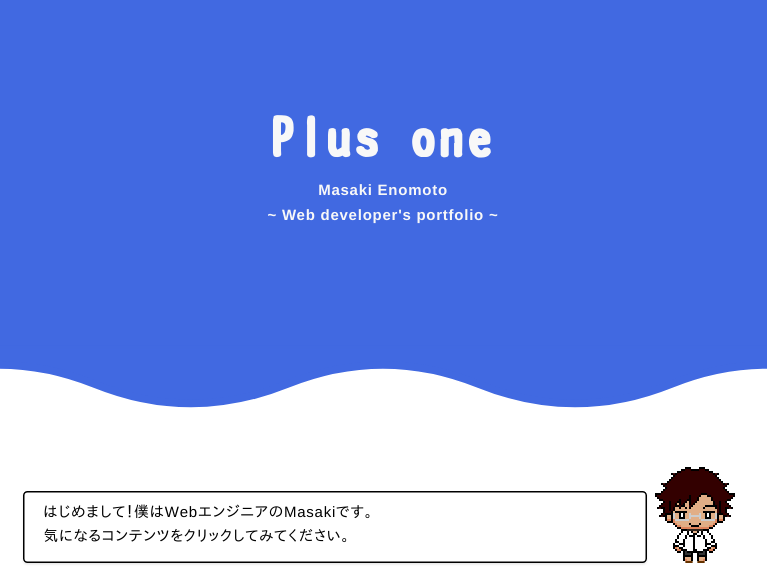 Plus one
Masaki Enomoto
~ Web developer's portfolio ~
はじめまして！僕はWebエンジニアのMasakiです。
気になるコンテンツをクリックしてみてください。